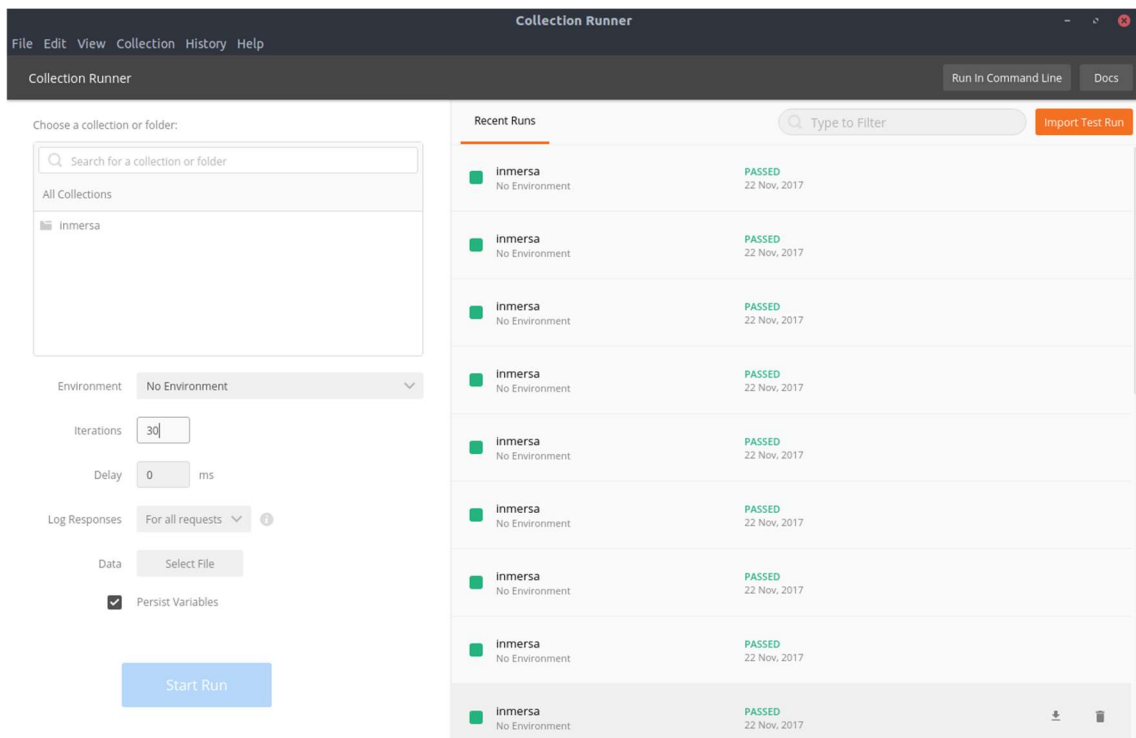 Collection Runner
File Edit View Collection History Help
Collection Runner
Run In Command Line
Docs
Choose a collection or folder:
Search for a collection or folder
All Collections
inmersa
Environment
No Environment
Iterations
30
Delay
0
ms
Log Responses
For all requests
Data
Select File
Persist Variables
Start Run
Recent Runs
Type to Filter
Import Test Run
inmersa
No Environment
PASSED
22 Nov, 2017
inmersa
No Environment
PASSED
22 Nov, 2017
inmersa
No Environment
PASSED
22 Nov, 2017
inmersa
No Environment
PASSED
22 Nov, 2017
inmersa
No Environment
PASSED
22 Nov, 2017
inmersa
No Environment
PASSED
22 Nov, 2017
inmersa
No Environment
PASSED
22 Nov, 2017
inmersa
No Environment
PASSED
22 Nov, 2017
inmersa
No Environment
PASSED
22 Nov, 2017